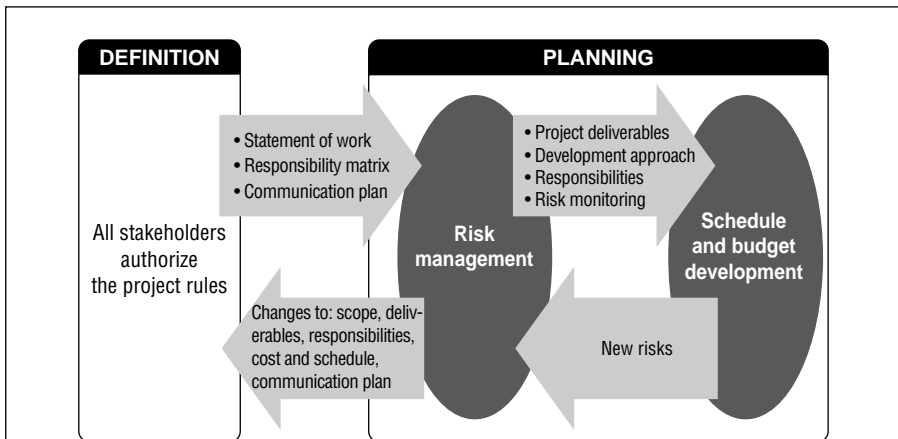 DEFINITION
PLANNING
• Statement of work
• Responsibility matrix
• Communication plan
• Project deliverables
• Development approach
• Responsibilities
• Risk monitoring
All stakeholders
authorize
the project rules
Risk
management
Schedule
and budget
development
Changes to: scope, deliv-
erables, responsibilities,
cost and schedule,
communication plan
New risks